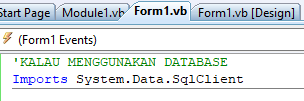 Start Page Module1.vb Form1.vb Form1.vb [Design]
(Form1 Events)
'KALAU MENGGUNAKAN DATABASE
Imports System.Data.SqlClient